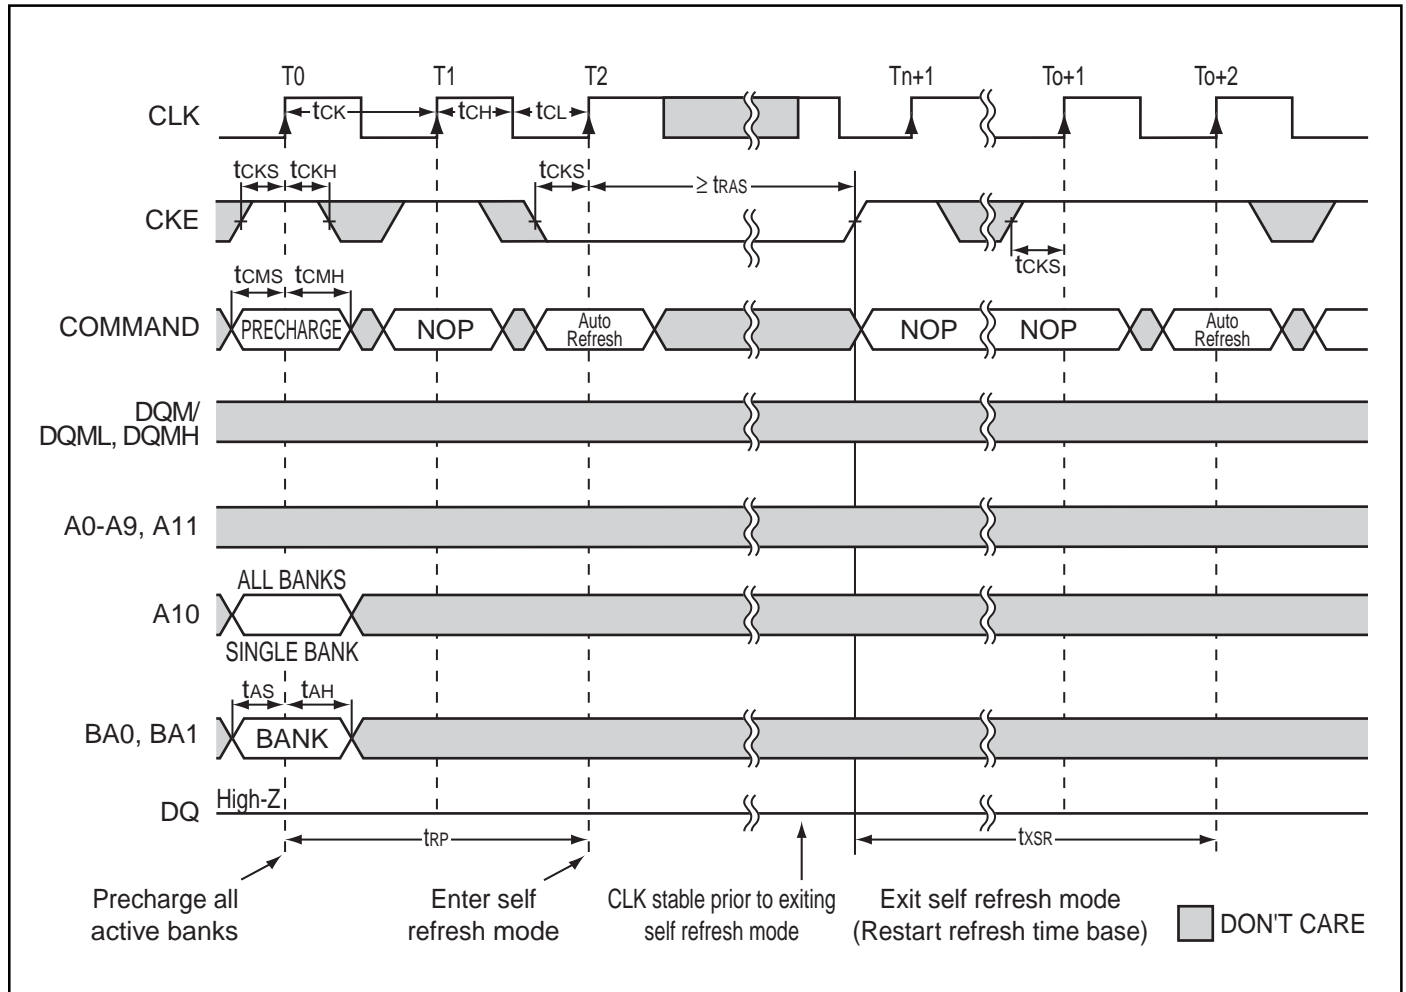 T0 T1 T2 Tn+1 To+1 To+2
CLK tCK tCH tCL
tCKS tCKH tCKS ≥ tRAS
CKE
tCKS
tCMS tCMH
COMMAND PRECHARGE NOP Auto Refresh NOP NOP Auto Refresh
DQM/
DQML, DQMH
A0-A9, A11
ALL BANKS
A10
SINGLE BANK
tAS tAH
BA0, BA1 BANK
High-Z
DQ
tRP tXSR
Precharge all
active banks
Enter self
refresh mode
CLK stable prior to exiting
self refresh mode
Exit self refresh mode
(Restart refresh time base)
DON'T CARE